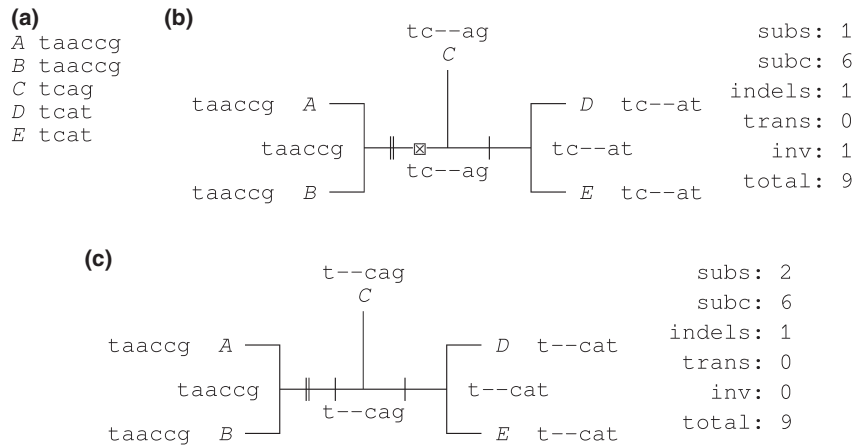 (a)
A taaccg
B taaccg
C tcag
D tcat
E tcat
(b)
tc--ag
C
taaccg A
D tc--at
taaccg
tc--at
tc--ag
taaccg B
E tc--at
subs: 1
subc: 6
indels: 1
trans: 0
inv: 1
total: 9
(c)
t--cag
C
taaccg A
D t--cat
taaccg
t--cat
t--cag
taaccg B
E t--cat
subs: 2
subc: 6
indels: 1
trans: 0
inv: 0
total: 9